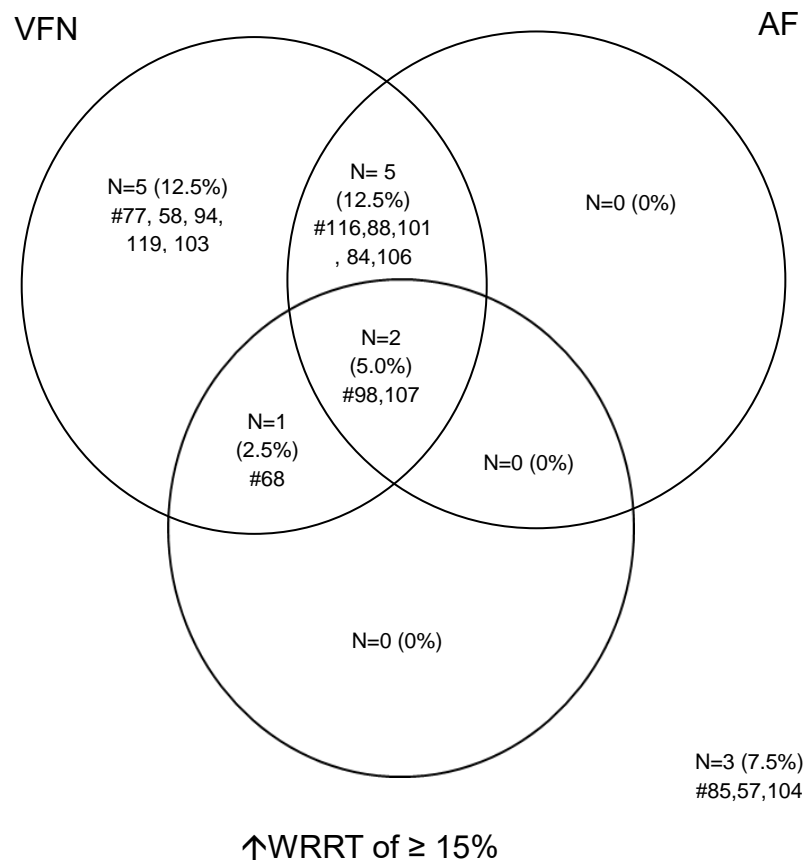 VFN
AF
N=5 (12.5%)
#77, 58, 94,
119, 103
N= 5
(12.5%)
#116,88,101
, 84,106
N=0 (0%)
N=2
(5.0%)
#98,107
N=1
(2.5%)
#68
N=0 (0%)
N=0 (0%)
N=3 (7.5%)
#85,57,104
↑WRRT of ≥ 15%